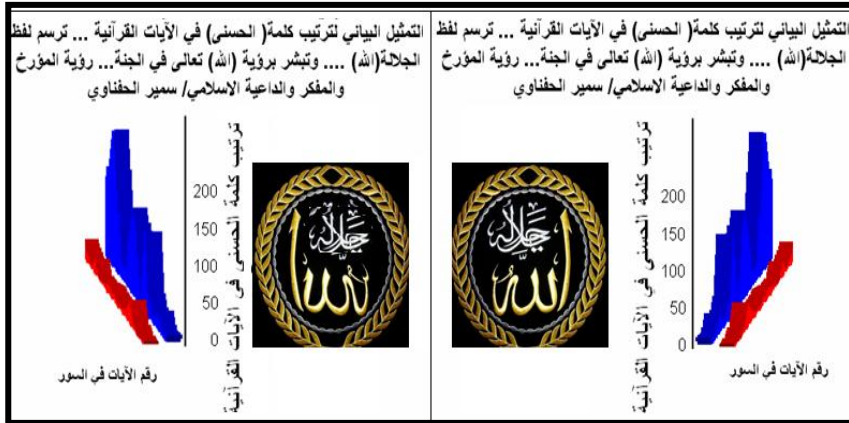 التمثيل البياني لترتيب كلمة( الحسنى) في الآيات القرآنية ... ترسم لفظ
الجلالة(الله) .... وتبشر برؤية (الله) تعالى في الجنة... رؤية المؤرخ
والمفكر والداعية الاسلامي/ سمير الحفناوي
ترتيب كلمة الحسنى في الآيات القرآنية
200
150
100
50
0
رقم الآيات في السور
الله
جلاله
التمثيل البياني لترتيب كلمة( الحسنى) في الآيات القرآنية ... ترسم لفظ
الجلالة(الله) .... وتبشر برؤية (الله) تعالى في الجنة... رؤية المؤرخ
والمفكر والداعية الاسلامي/ سمير الحفناوي
ترتيب كلمة الحسنى في الآيات القرآنية
200
150
100
50
0
رقم الآيات في السور
جلاله